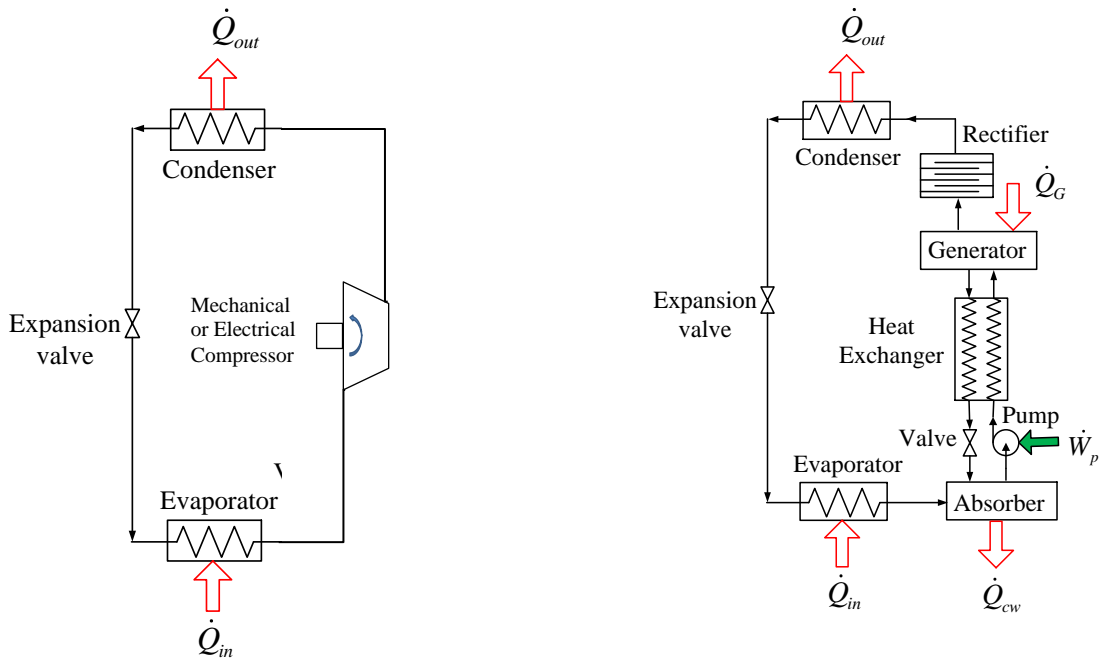 Q̇out
Condenser
Mechanical
or Electrical
Compressor
Expansion
valve
Evaporator
Q̇in
Q̇out
Rectifier
Condenser
Q̇G
Generator
Expansion
valve
Heat
Exchanger
Pump
Valve
Ẇp
Evaporator
Absorber
Q̇in
Q̇cw